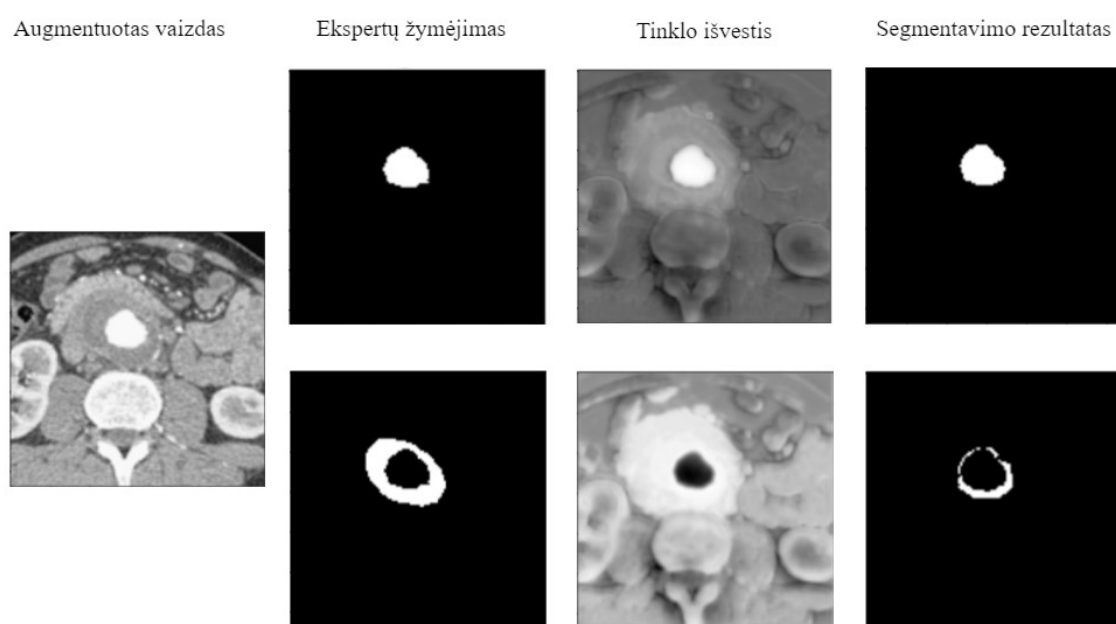 Augmentuotas vaizdas
Ekspertų žymėjimas
Tinklo išvestis
Segmentavimo rezultatas